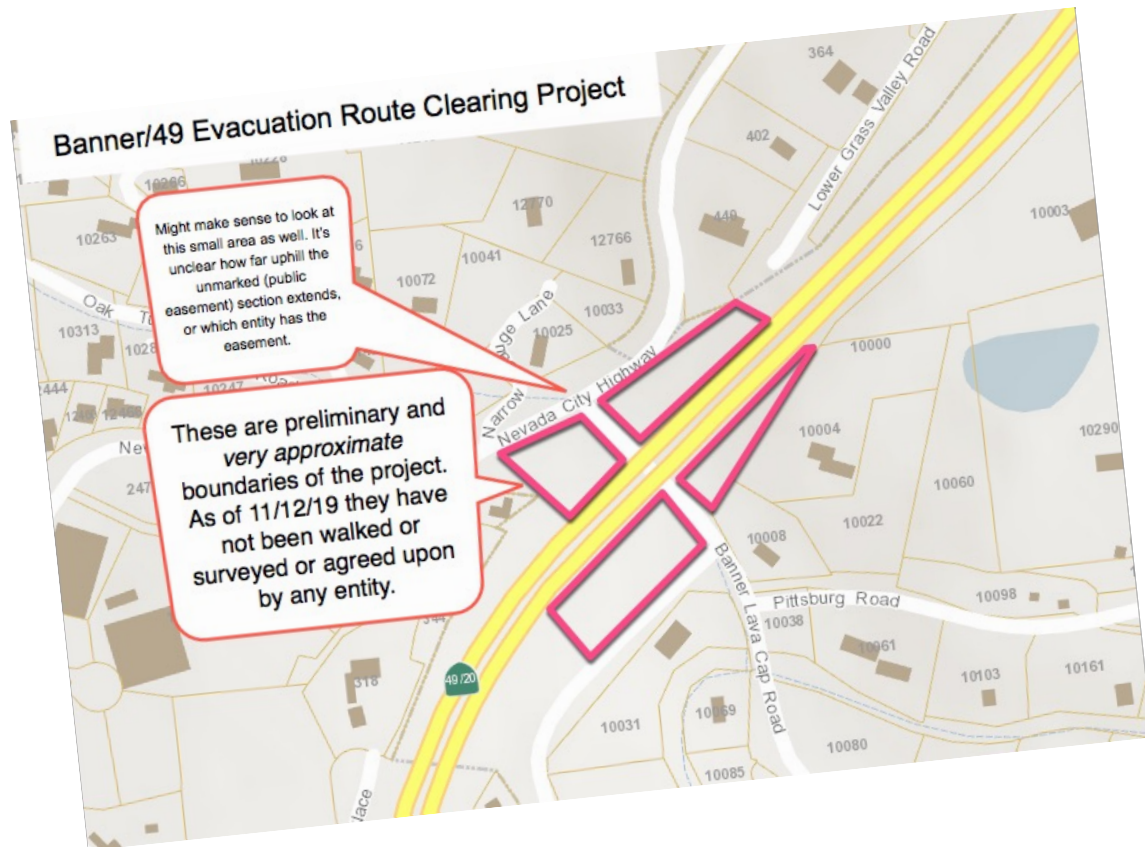 Banner/49 Evacuation Route Clearing Project
Might make sense to look at
this small area as well. It's
unclear how far uphill the
unmarked (public
easement) section extends,
or which entity has the
easement.
These are preliminary and
very approximate
boundaries of the project.
As of 11/12/19 they have
not been walked or
surveyed or agreed upon
by any entity.
364
Lower Grass Valley Road
402
449
10003
10228
10266
10263
12770
12766
10041
10072
10033
10025
Oak
10313
10247
12466
Narrow
Nevada City Highway
10000
10004
10290
10060
10022
10008
Banner Lava Cap Road
Pittsburg Road
10098
10038
10061
10103
10161
318
49/20
10031
10069
10080
10085